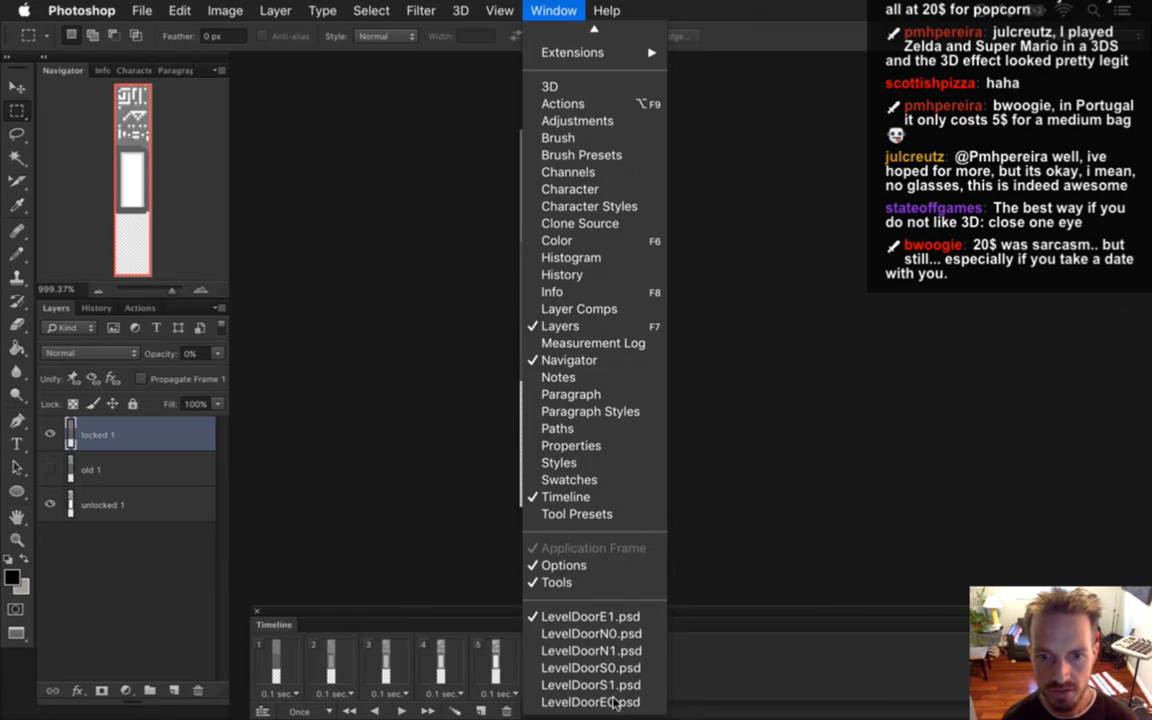 Photoshop File Edit Image Layer Type Select Filter 3D View Window Help
Feather: 0 px Anti-alias Style: Normal Width:
Navigator Info Characte Paragraj
999.37%
Layers History Actions
Kind
Normal Opacity: 0%
Unify: Propagate Frame 1
Lock: Fill: 100%
locked 1
old 1
unlocked 1
Extensions
3D
Actions ⌥F9
Adjustments
Brush
Brush Presets
Channels
Character
Character Styles
Clone Source
Color F6
Histogram
History
Info F8
Layer Comps
Layers F7
Measurement Log
Navigator
Notes
Paragraph
Paragraph Styles
Paths
Properties
Styles
Swatches
Timeline
Tool Presets
Application Frame
Options
Tools
LevelDoorE1.psd
LevelDoorN0.psd
LevelDoorN1.psd
LevelDoorS0.psd
LevelDoorS1.psd
LevelDoorE0.psd
Timeline
1 2 3 4 5
0.1 sec. 0.1 sec. 0.1 sec. 0.1 sec. 0.1 sec.
Once
all at 20$ for popcorn
pmhpereira: julcreutz, I played
Zelda and Super Mario in a 3DS
and the 3D effect looked pretty legit
scottishpizza: haha
pmhpereira: bwoogie, in Portugal
it only costs 5$ for a medium bag
julcreutz: @Pmhpereira well, ive
hoped for more, but its okay, i mean,
no glasses, this is indeed awesome
stateoffgames: The best way if you
do not like 3D: close one eye
bwoogie: 20$ was sarcasm.. but
still... especially if you take a date
with you.